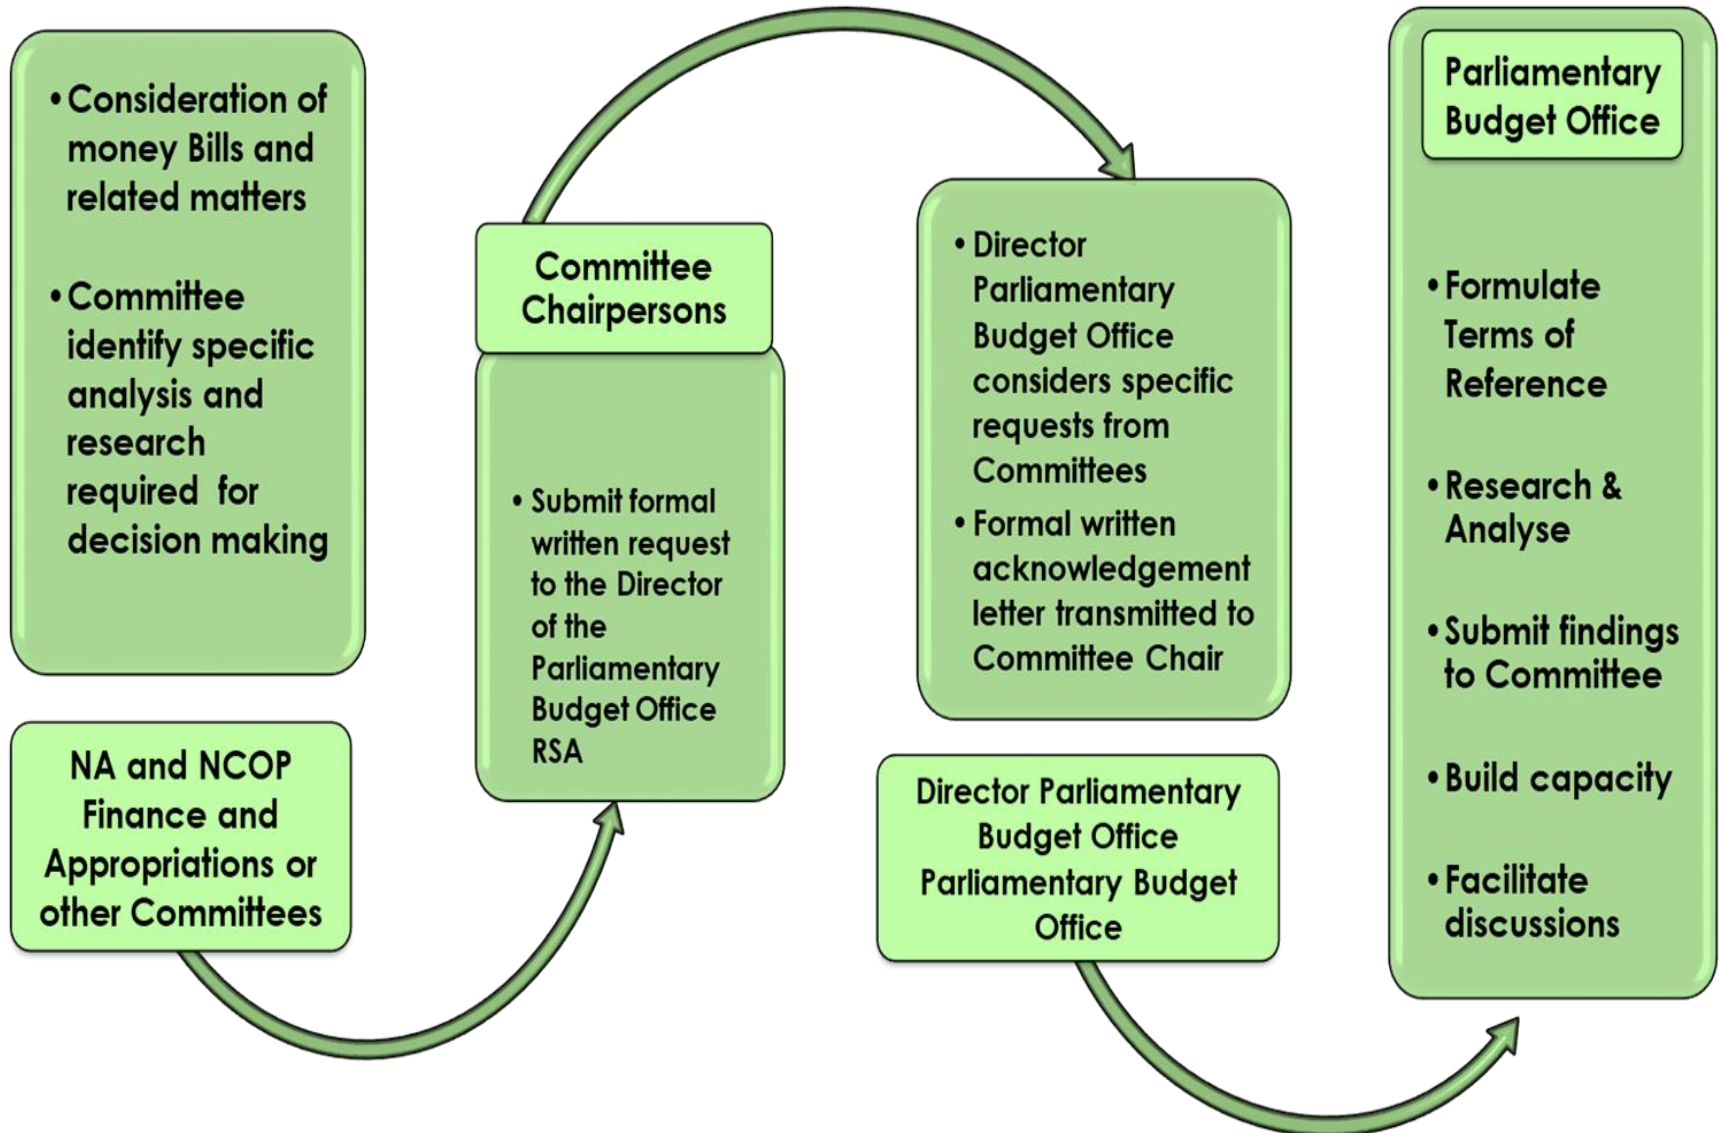 • Consideration of
money Bills and
related matters
• Committee
identify specific
analysis and
research
required for
decision making
NA and NCOP
Finance and
Appropriations or
other Committees
Committee
Chairpersons
• Submit formal
written request
to the Director
of the
Parliamentary
Budget Office
RSA
• Director
Parliamentary
Budget Office
considers specific
requests from
Committees
• Formal written
acknowledgement
letter transmitted to
Committee Chair
Director Parliamentary
Budget Office
Parliamentary Budget
Office
Parliamentary
Budget Office
• Formulate
Terms of
Reference
• Research &
Analyse
• Submit findings
to Committee
• Build capacity
• Facilitate
discussions